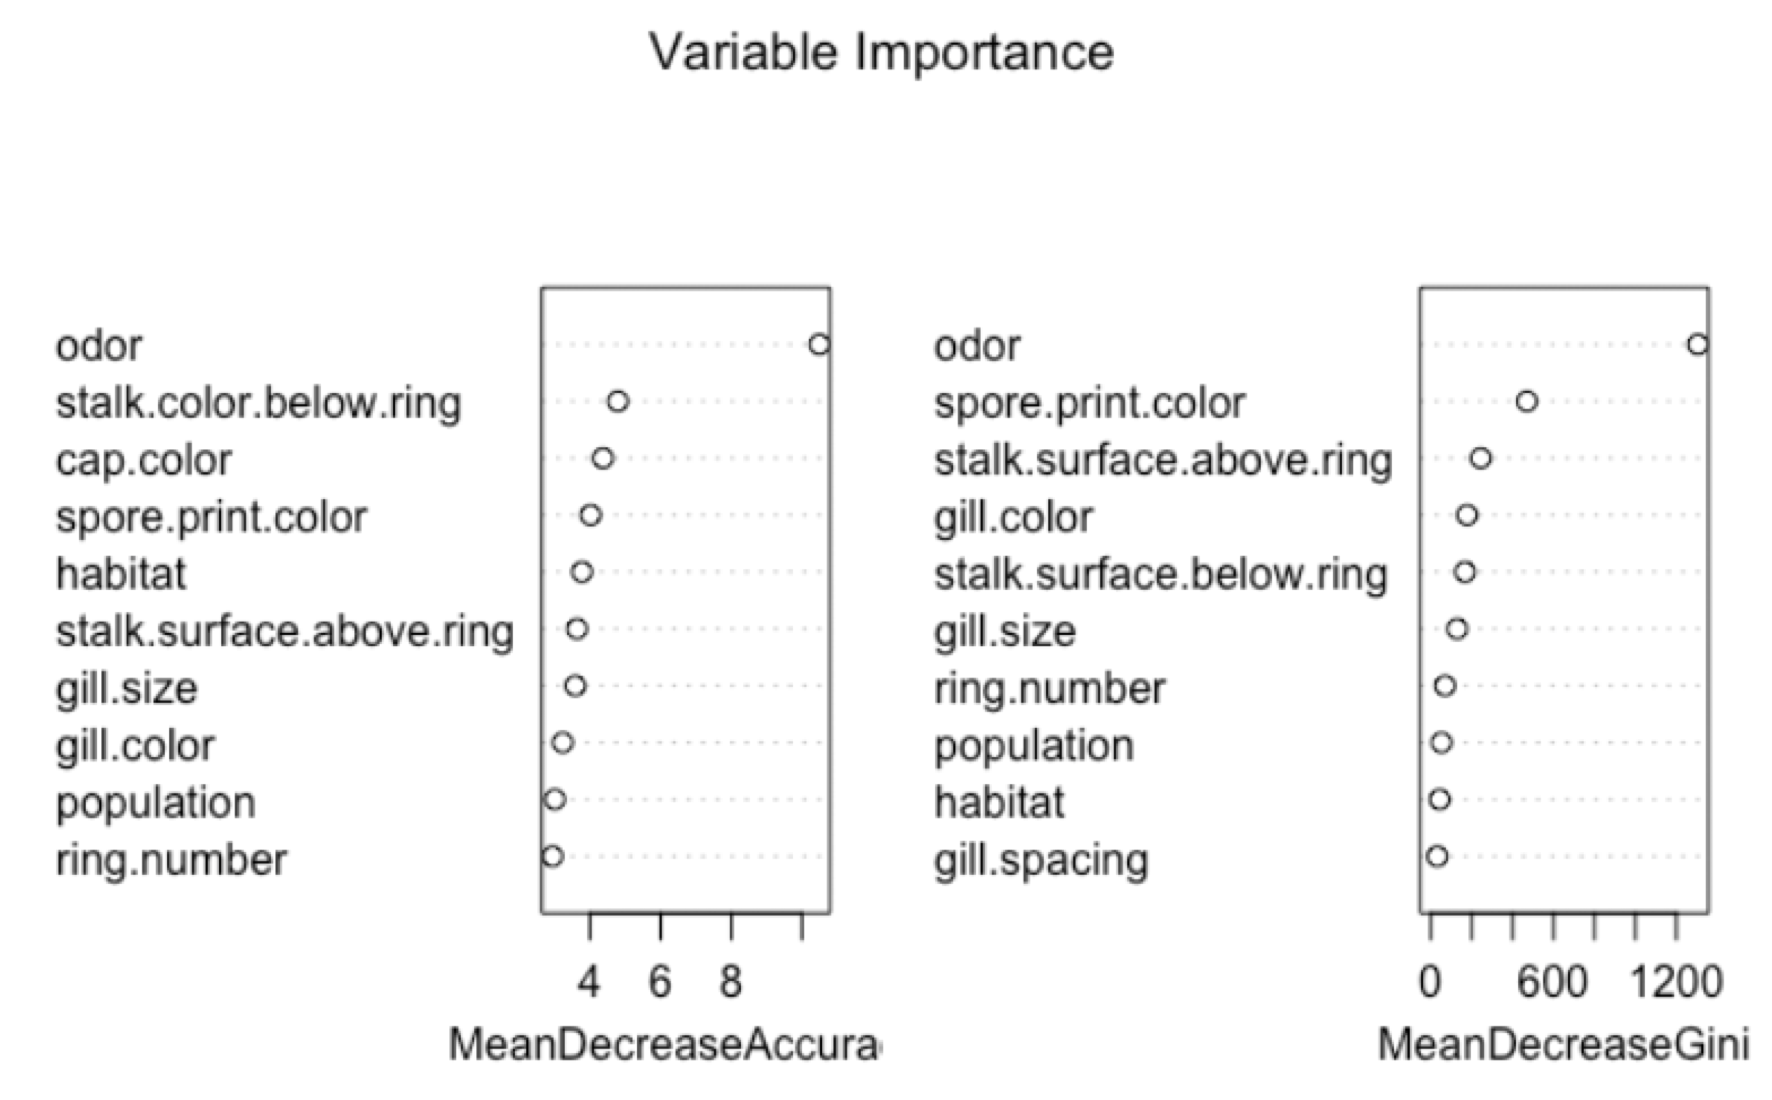 Variable Importance
odor
stalk.color.below.ring
cap.color
spore.print.color
habitat
stalk.surface.above.ring
gill.size
gill.color
population
ring.number
4 6 8
MeanDecreaseAccura
odor
spore.print.color
stalk.surface.above.ring
gill.color
stalk.surface.below.ring
gill.size
ring.number
population
habitat
gill.spacing
0 600 1200
MeanDecreaseGini